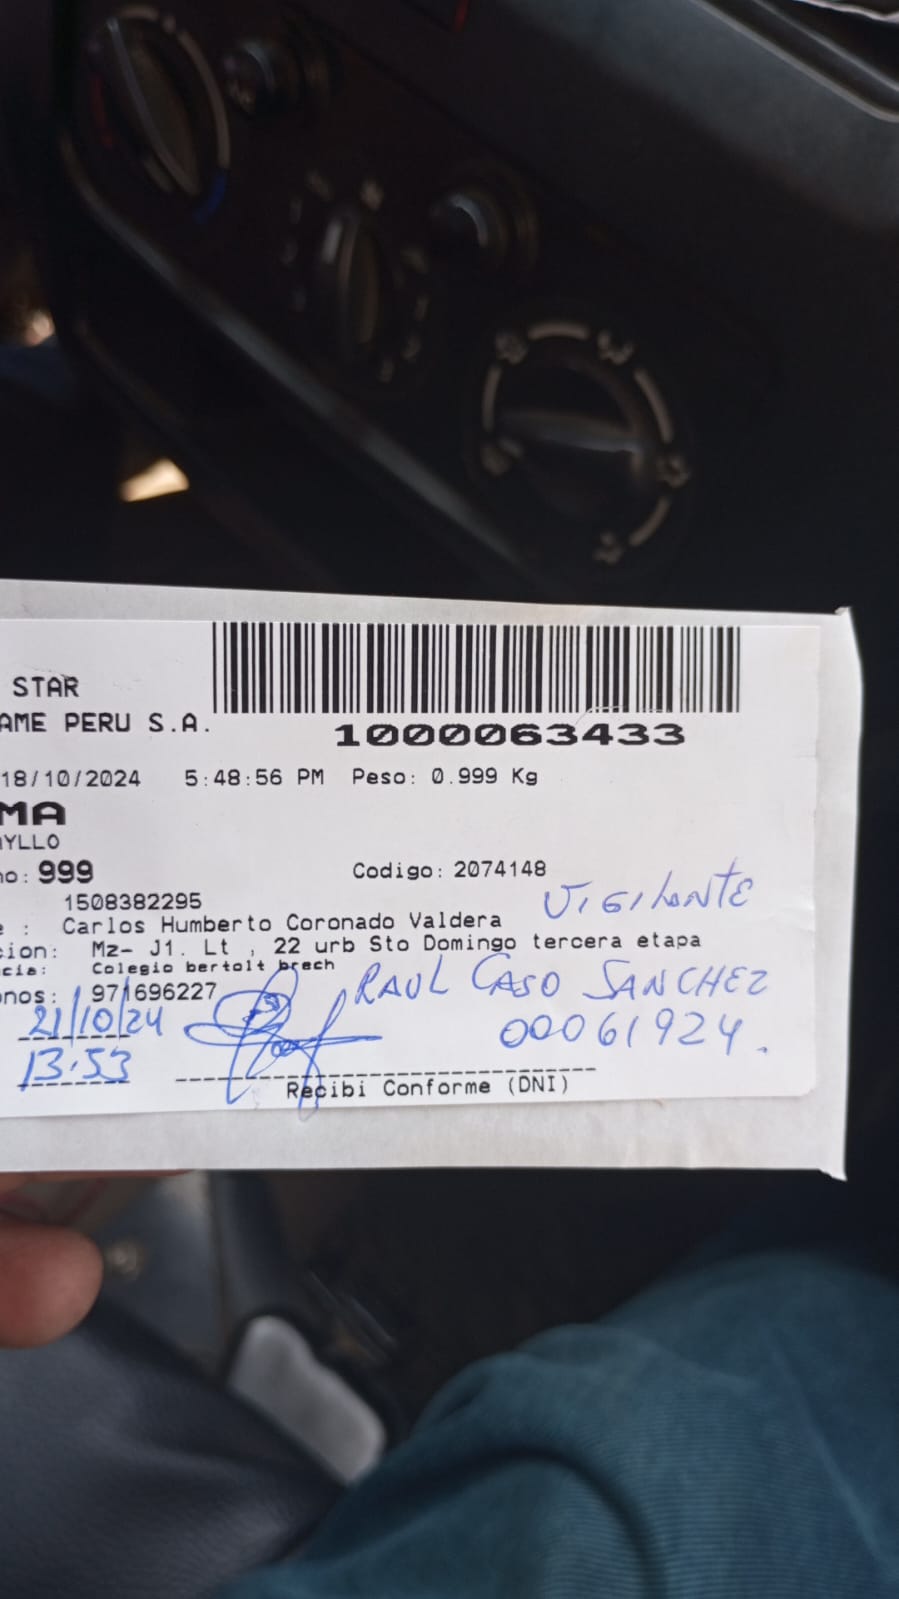 STAR
AME PERU S.A.
1000063433
18/10/2024 5:48:56 PM Peso: 0.999 Kg
MA
AYLLO
no: 999 Codigo: 2074148
1508382295
VIGILANTE
e : Carlos Humberto Coronado Valdera
cion: Mz- J1. Lt , 22 urb Sto Domingo tercera etapa
cia: Colegio bertolt brech
onos: 971696227
RAUL CASO SANCHEZ
21/10/24
00061924.
13:53
Recibi Conforme (DNI)